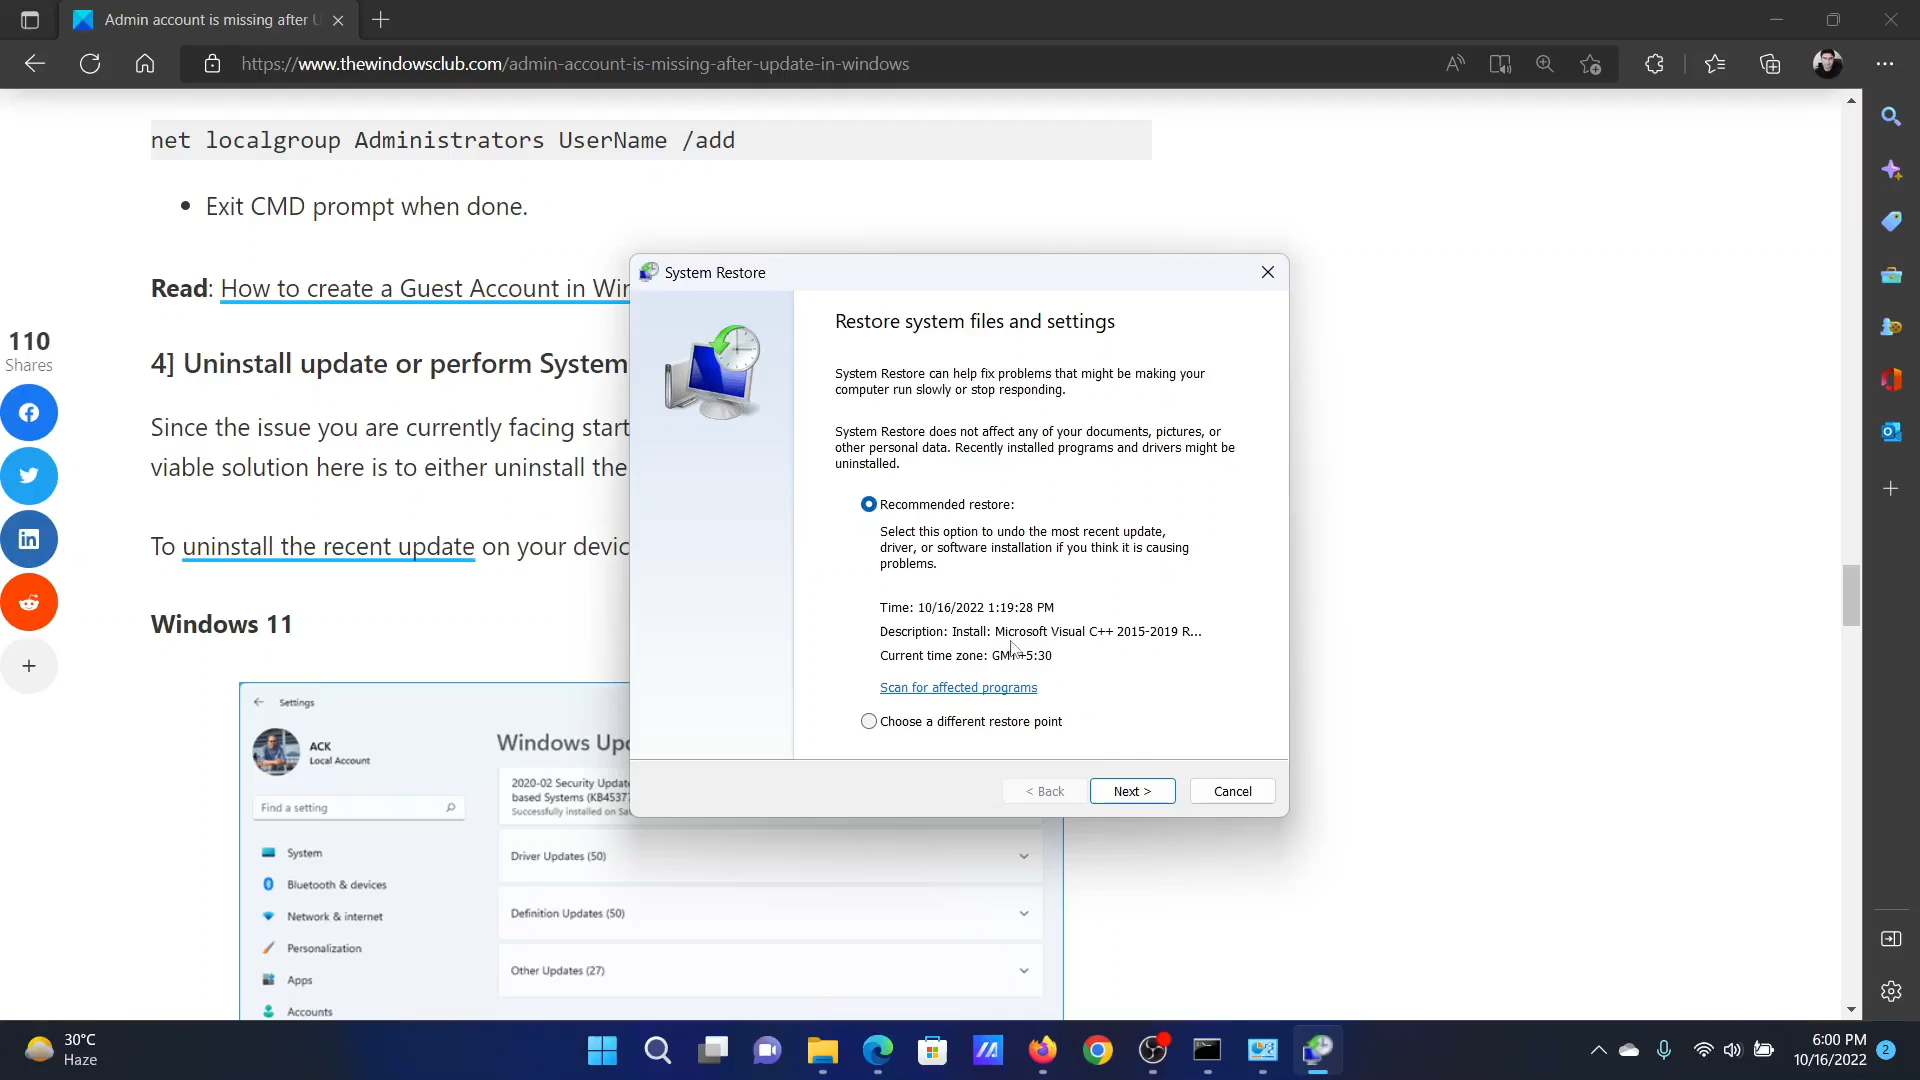 Admin account is missing after U
https://www.thewindowsclub.com/admin-account-is-missing-after-update-in-windows
net localgroup Administrators UserName /add
Exit CMD prompt when done.
Read: How to create a Guest Account in Win
4] Uninstall update or perform System
Since the issue you are currently facing start
viable solution here is to either uninstall the
To uninstall the recent update on your devic
Windows 11
110
Shares
System Restore
Restore system files and settings
System Restore can help fix problems that might be making your
computer run slowly or stop responding.
System Restore does not affect any of your documents, pictures, or
other personal data. Recently installed programs and drivers might be
uninstalled.
Recommended restore:
Select this option to undo the most recent update,
driver, or software installation if you think it is causing
problems.
Time: 10/16/2022 1:19:28 PM
Description: Install: Microsoft Visual C++ 2015-2019 R...
Current time zone: GMT+5:30
Scan for affected programs
Choose a different restore point
< Back
Next >
Cancel
Settings
ACK
Local Account
Find a setting
System
Bluetooth & devices
Network & internet
Personalization
Apps
Accounts
Windows Upd
2020-02 Security Update
based Systems (KB45377
Successfully installed on Sa
Driver Updates (50)
Definition Updates (50)
Other Updates (27)
30°C
Haze
6:00 PM
10/16/2022
2